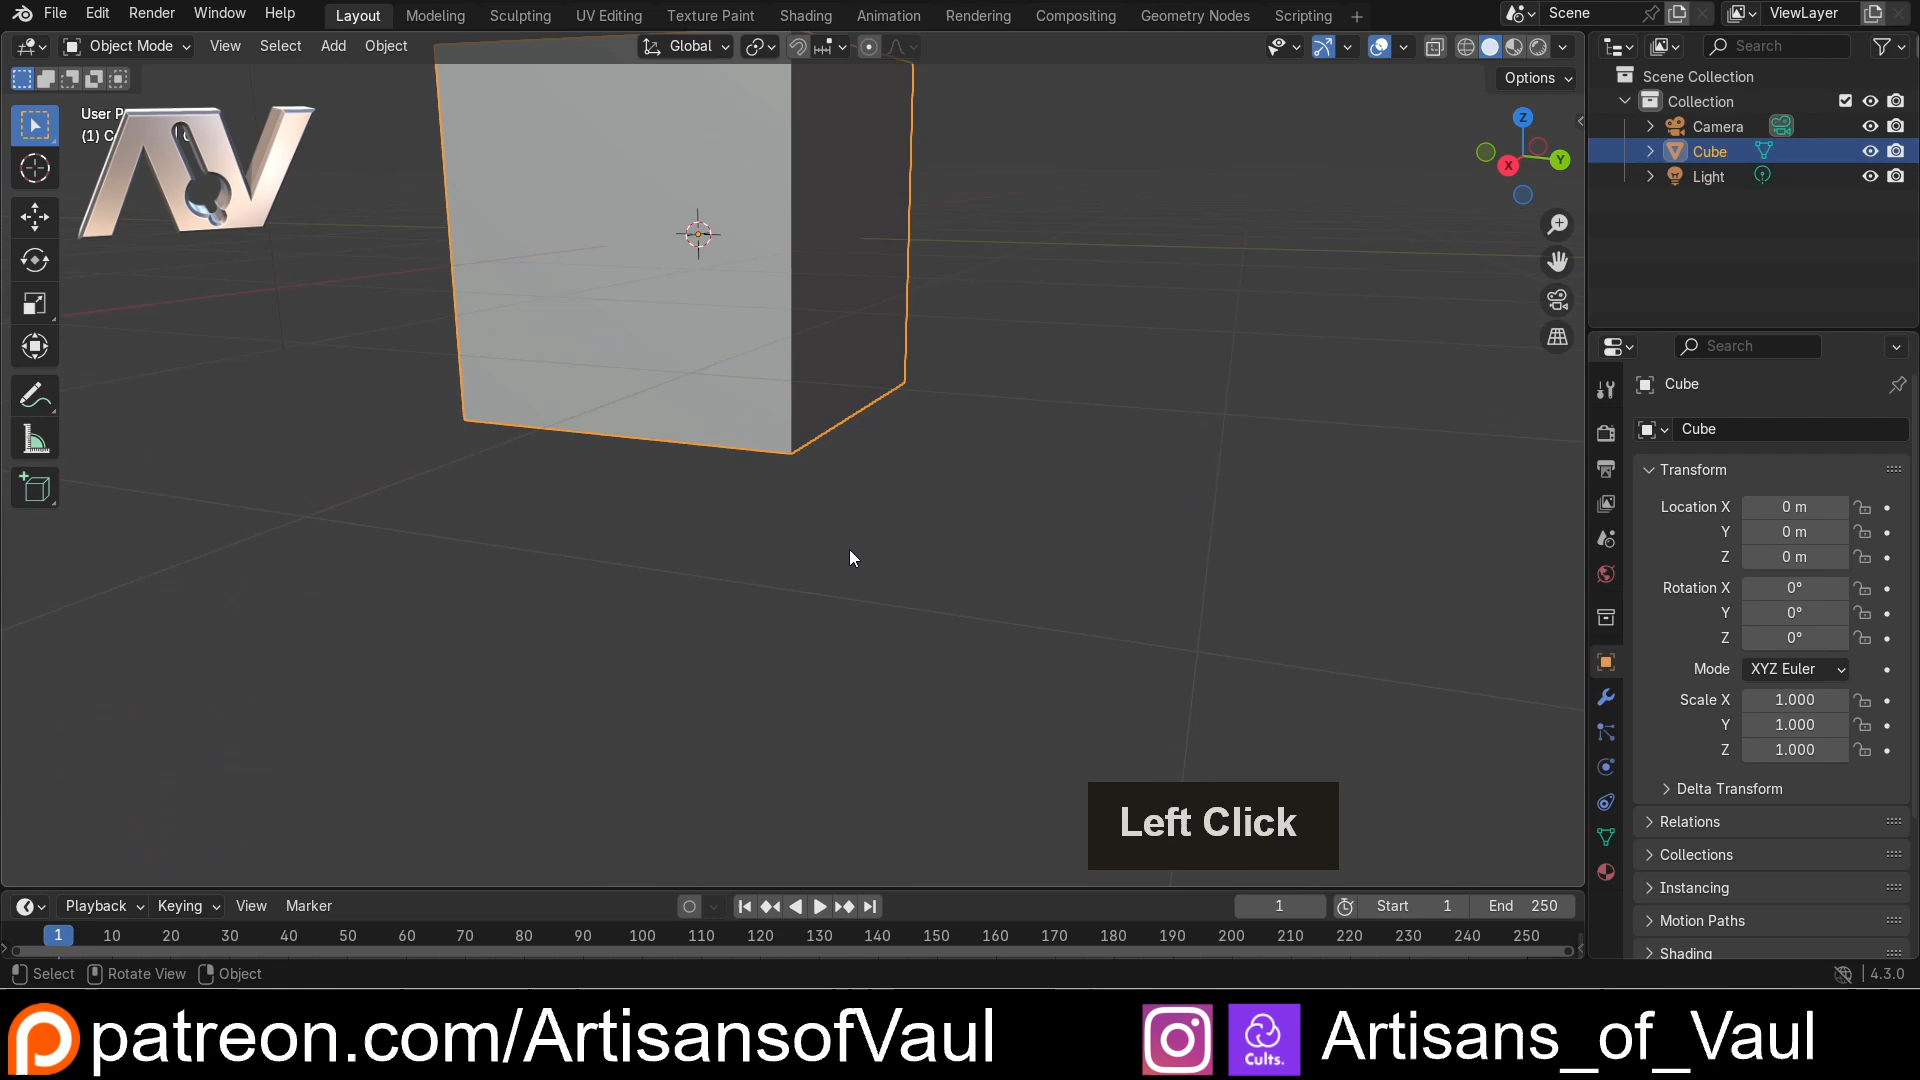 File Edit Render Window Help Layout Modeling Sculpting UV Editing Texture Paint Shading Animation Rendering Compositing Geometry Nodes Scripting + Scene ViewLayer
Object Mode View Select Add Object Global Search
Options
User P
(1) C
AV
Z
Y
X
Scene Collection
Collection
Camera
Cube
Light
Search
Cube
Cube
Transform
Location X 0 m
Y 0 m
Z 0 m
Rotation X 0°
Y 0°
Z 0°
Mode XYZ Euler
Scale X 1.000
Y 1.000
Z 1.000
Delta Transform
Relations
Collections
Instancing
Motion Paths
Shading
Left Click
Playback Keying View Marker 1 Start 1 End 250
1 10 20 30 40 50 60 70 80 90 100 110 120 130 140 150 160 170 180 190 200 210 220 230 240 250
Select Rotate View Object 4.3.0
patreon.com/ArtisansofVaul Cults. Artisans_of_Vaul